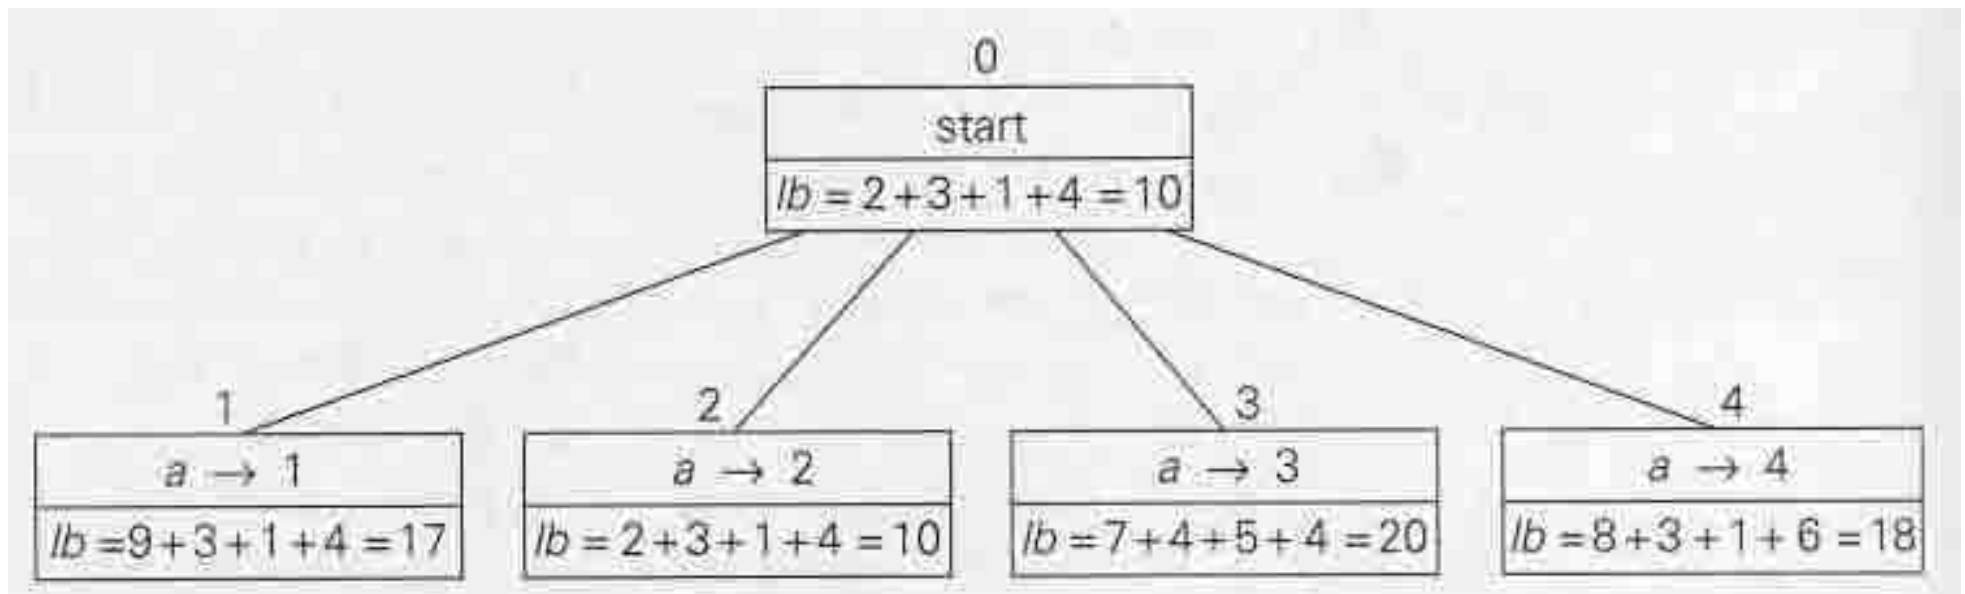 0
start
lb = 2+3+1+4 = 10
1
a → 1
lb =9+3+1+4 =17
2
a → 2
lb = 2+3+1+4 =10
3
a → 3
lb =7+4+5+4 =20
4
a → 4
lb =8+3+1+6 =18